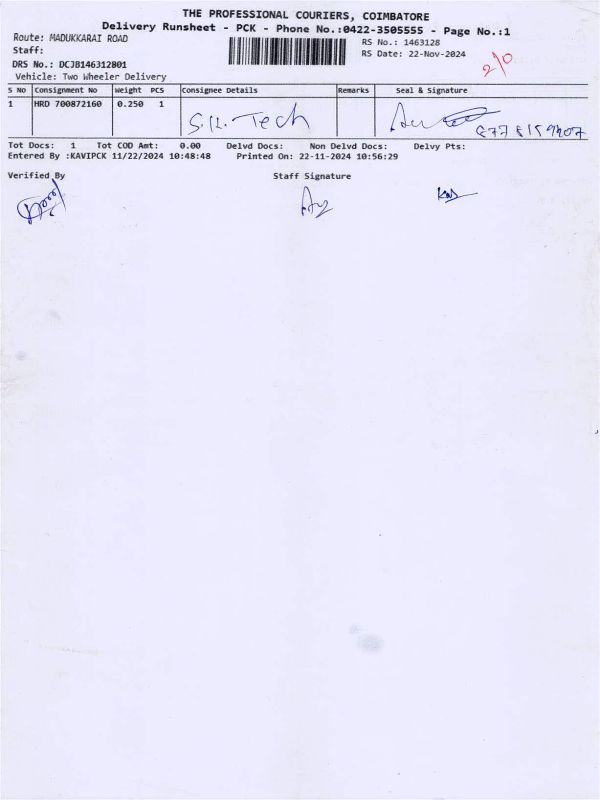 THE PROFESSIONAL COURIERS, COIMBATORE
Delivery Runsheet - PCK - Phone No.:0422-3505555 - Page No.:1
Route: MADUKKARAI ROAD
RS No.: 1463128
Staff:
RS Date: 22-Nov-2024
DRS No.: DCJB146312801
Vehicle: Two Wheeler Delivery
S No Consignment No Weight PCS Consignee Details Remarks Seal & Signature
1 HRD 700872160 0.250 1 S.K. Tech
Tot Docs: 1 Tot COD Amt: 0.00 Delvd Docs: Non Delvd Docs: Delvy Pts:
Entered By :KAVIPCK 11/22/2024 10:48:48 Printed On: 22-11-2024 10:56:29
Verified By Staff Signature